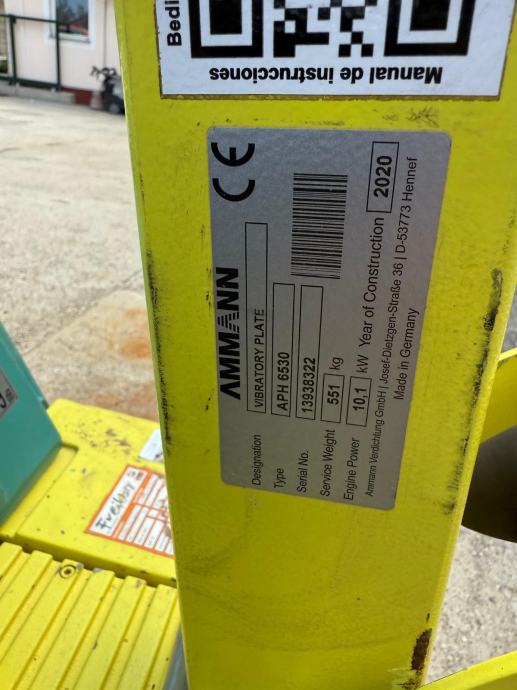 Bedi
Manual de instrucciones
AMMANN
CE
Designation VIBRATORY PLATE
Type APH 6530
Serial No. 13938322
Service Weight 551 kg
Engine Power 10,1 kW Year of Construction 2020
Ammann Verdichtung GmbH | Josef-Dietzgen-Straße 36 | D-53773 Hennef
Made in Germany